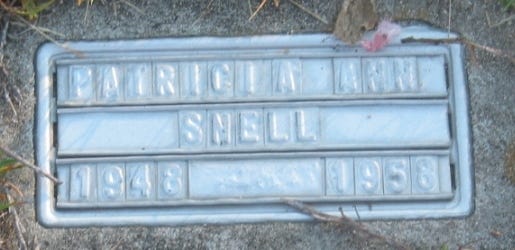 PATRICIA ANN
SNELL
1948 1958